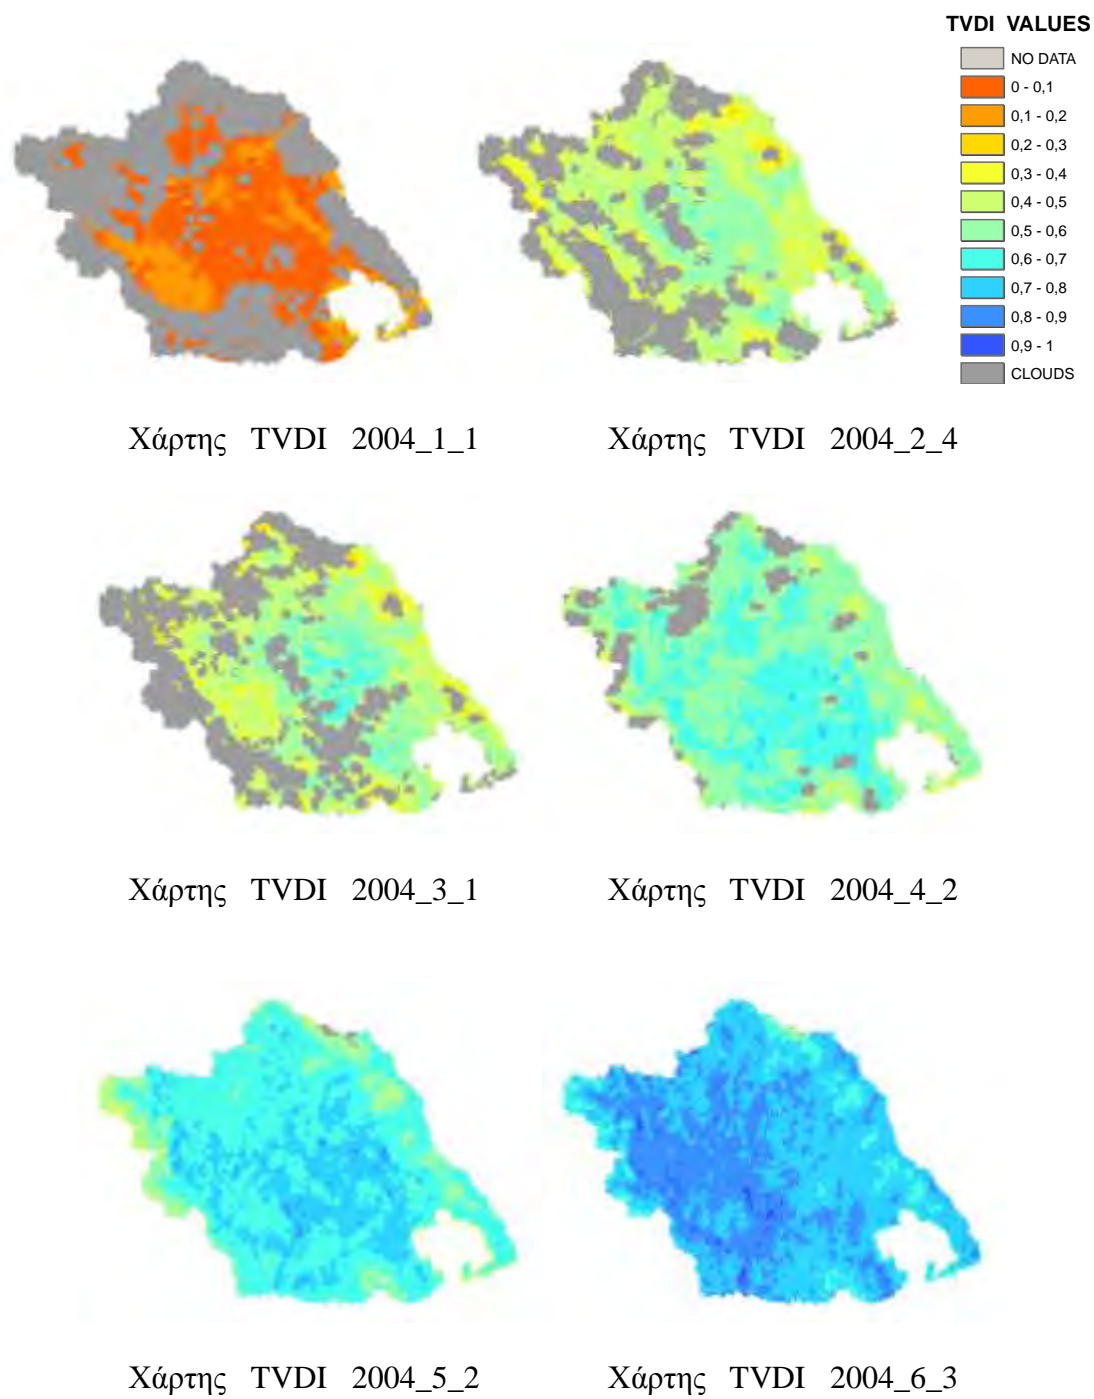 TVDI VALUES
NO DATA
0 - 0,1
0,1 - 0,2
0,2 - 0,3
0,3 - 0,4
0,4 - 0,5
0,5 - 0,6
0,6 - 0,7
0,7 - 0,8
0,8 - 0,9
0,9 - 1
CLOUDS
Χάρτης TVDI 2004_1_1
Χάρτης TVDI 2004_2_4
Χάρτης TVDI 2004_3_1
Χάρτης TVDI 2004_4_2
Χάρτης TVDI 2004_5_2
Χάρτης TVDI 2004_6_3